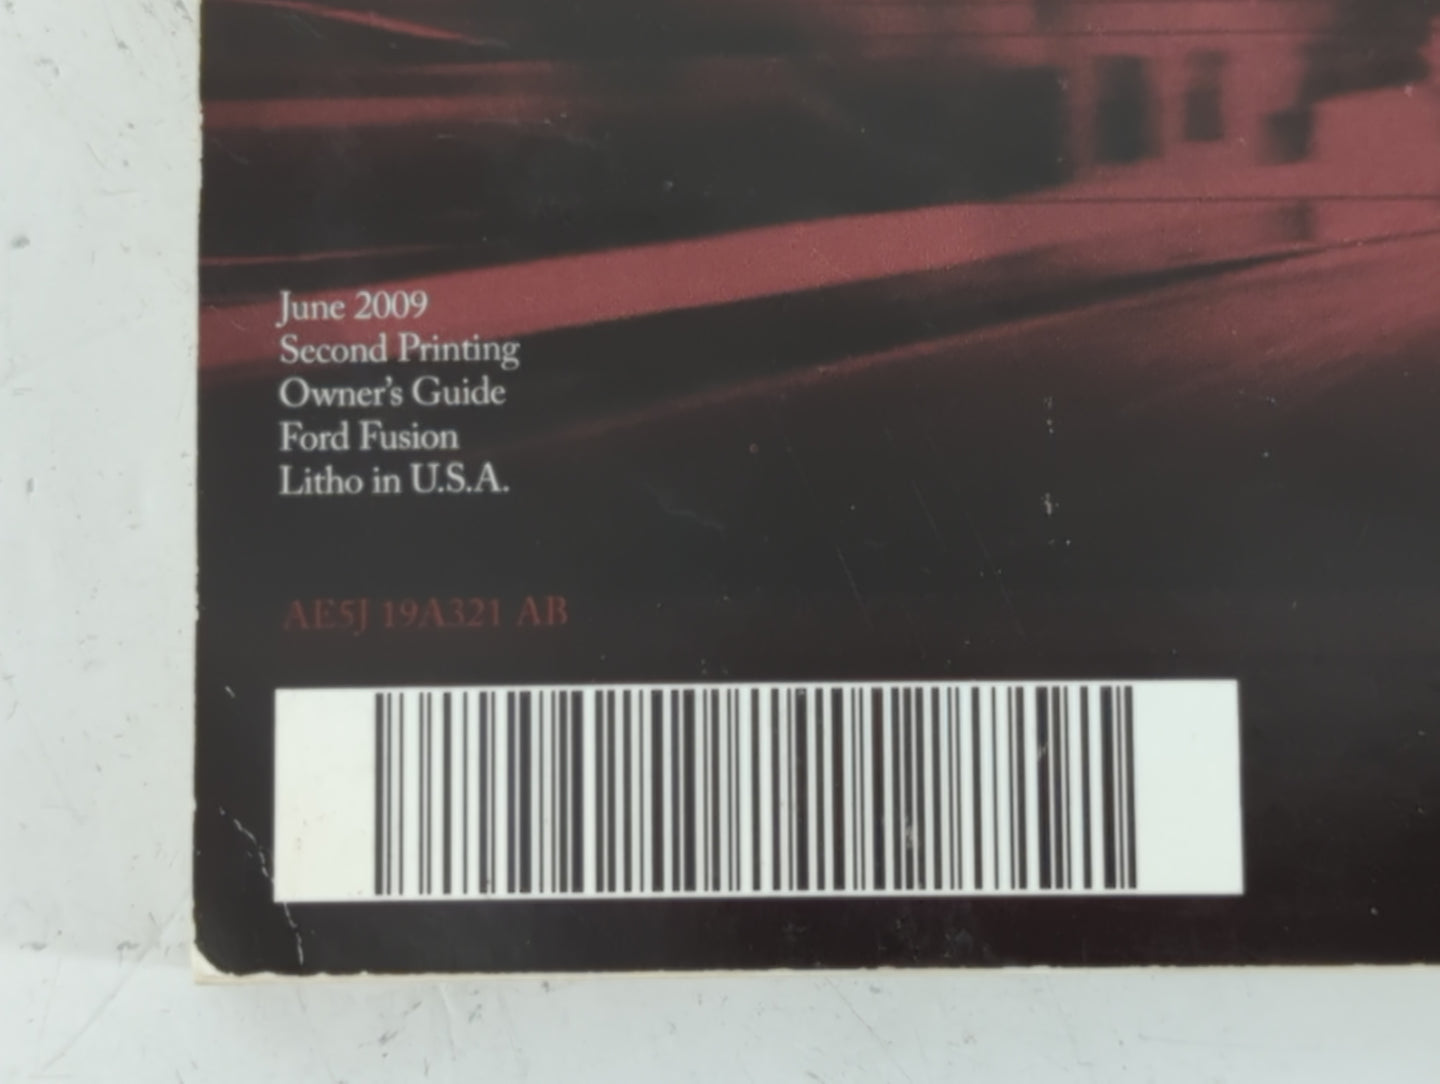 June 2009
Second Printing
Owner's Guide
Ford Fusion
Litho in U.S.A.
AE5J 19A321 AB